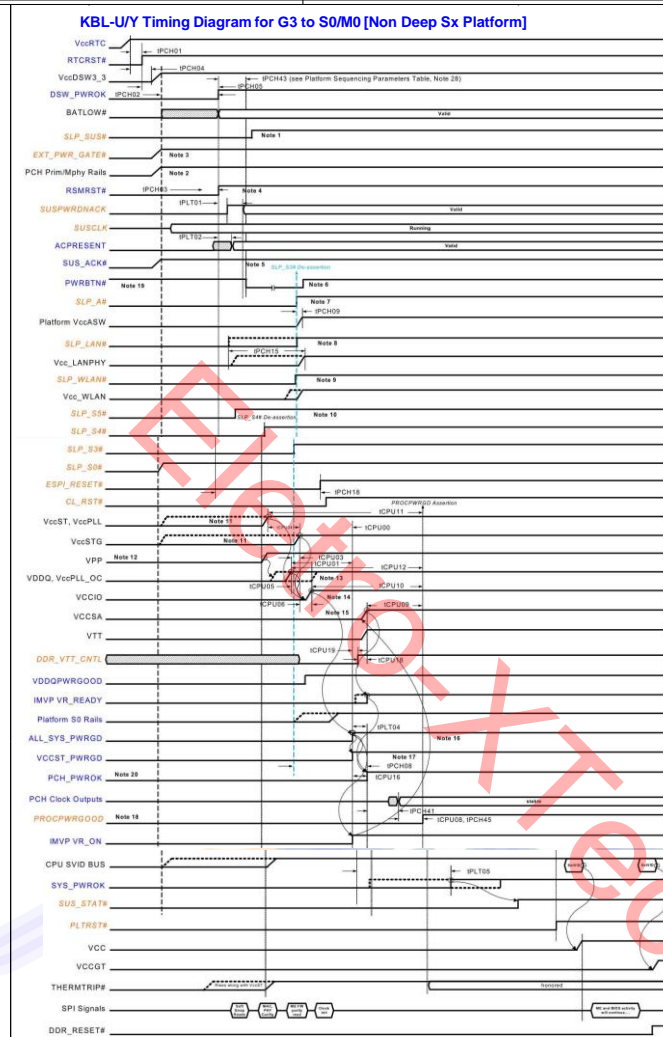 KBL-U/Y Timing Diagram for G3 to S0/M0 [Non Deep Sx Platform]
VccRTC
RTCRST# tPCH01
VccDSW3_3 tPCH04 tPCH43 (see Platform Sequencing Parameters Table, Note 28)
DSW_PWROK tPCH02 tPCH05
BATLOW# Valid
SLP_SUS# Note 1
EXT_PWR_GATE# Note 3
PCH Prim/Mphy Rails Note 2
RSMRST# tPCH03 Note 4
SUSPWRDNACK tPLT01 Valid
SUSCLK Running
ACPRESENT tPLT02 Valid
SUS_ACK# Note 5 SLP_S3# De-assertion
PWRBTN# Note 19 Note 6
SLP_A# Note 7
Platform VccASW tPCH09
SLP_LAN# Note 8
Vcc_LANPHY tPCH15
SLP_WLAN# Note 9
Vcc_WLAN
SLP_S5# SLP_S4# De-assertion Note 10
SLP_S4#
SLP_S3#
SLP_S0#
ESPI_RESET# tPCH18
CL_RST# PROCPWRGD Assertion
VccST, VccPLL Note 11 tCPU11
tCPU00
VccSTG Note 11 tCPU03
VPP Note 12 tCPU01
tCPU12
VDDQ, VccPLL_OC Note 13
tCPU05 tCPU10
VCCIO tCPU06 Note 14 tCPU09
VCCSA Note 15
VTT
DDR_VTT_CNTL tCPU19 tCPU18
VDDQPWRGOOD
IMVP VR_READY
Platform S0 Rails tPLT04
ALL_SYS_PWRGD Note 16
VCCST_PWRGD Note 17
tPCH08
PCH_PWROK Note 20 tCPU16
PCH Clock Outputs stable
tPCH41
PROCPWRGOOD Note 18 tCPU08, tPCH45
IMVP VR_ON
CPU SVID BUS
tPLT05
SYS_PWROK
SUS_STAT#
PLTRST#
VCC
VCCGT
THERMTRIP# honored
SPI Signals
DDR_RESET#
Eletro-XTec